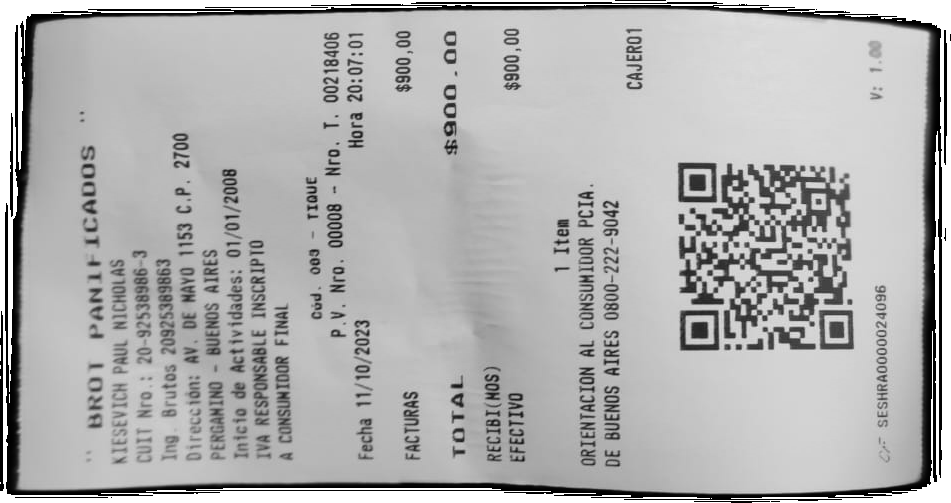 " BROT PANIFICADOS "
KIESEVICH PAUL NICHOLAS
CUIT Nro.: 20-92538986-3
Ing. Brutos 20925389863
Dirección: AV. DE MAYO 1153 C.P. 2700
PERGAMINO - BUENOS AIRES
Inicio de Actividades: 01/01/2008
IVA RESPONSABLE INSCRIPTO
A CONSUMIDOR FINAL
Cód. 083 - TIQUE
P.V. Nro. 00008 - Nro. T. 00218406
Fecha 11/10/2023 Hora 20:07:01
FACTURAS $900,00
TOTAL $900.00
RECIBI(MOS)
EFECTIVO $900,00
1 Item
ORIENTACION AL CONSUMIDOR PCIA.
DE BUENOS AIRES 0800-222-9042
CAJERO1
CF SESHRA0000024096 V: 1.00